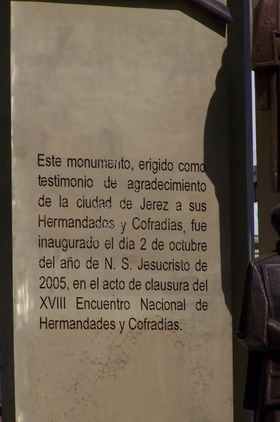 Este monumento, erigido como
testimonio de agradecimiento
de la ciudad de Jerez a sus
Hermandados y Cofradías, fue
inaugurado el día 2 de octubre
del año de N. S. Jesucristo de
2005, en el acto de clausura del
XVIII Encuentro Nacional de
Hermandades y Cofradías.